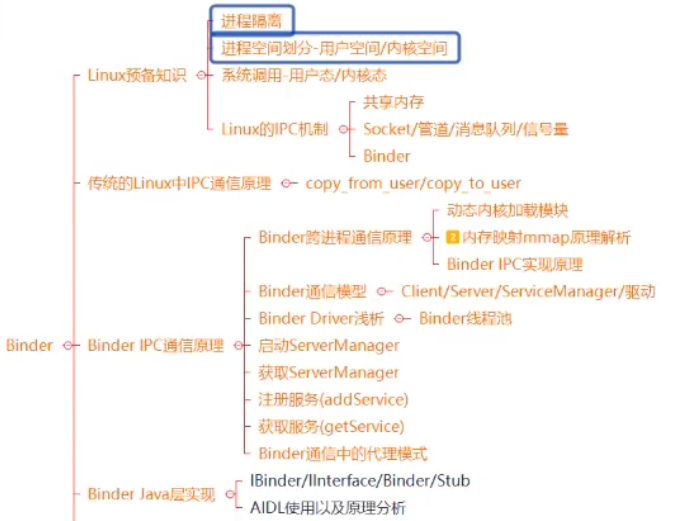 进程隔离
进程空间划分-用户空间/内核空间
Linux预备知识
系统调用-用户态/内核态
共享内存
Linux的IPC机制
Socket/管道/消息队列/信号量
Binder
传统的Linux中IPC通信原理
copy_from_user/copy_to_user
动态内核加载模块
Binder跨进程通信原理
2 内存映射mmap原理解析
Binder IPC实现原理
Binder通信模型
Client/Server/ServiceManager/驱动
Binder Driver浅析
Binder线程池
Binder
Binder IPC通信原理
启动ServerManager
获取ServerManager
注册服务(addService)
获取服务(getService)
Binder通信中的代理模式
Binder Java层实现
IBinder/IInterface/Binder/Stub
AIDL使用以及原理分析